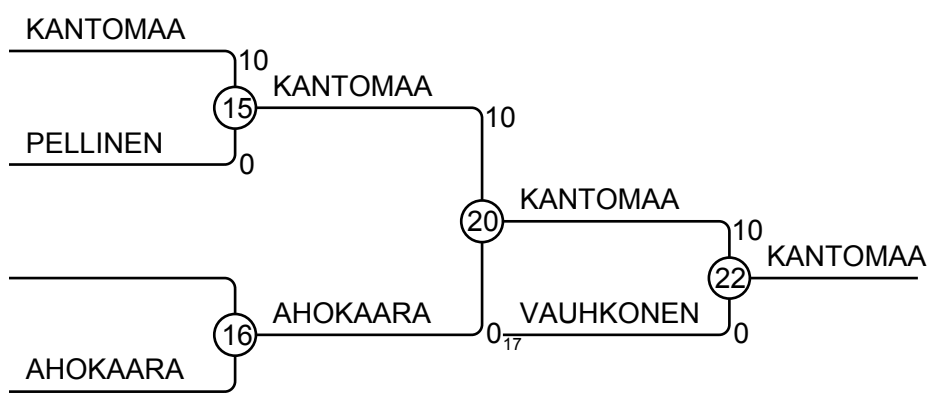 KANTOMAA
10
15 KANTOMAA
PELLINEN
0
10
20 KANTOMAA
10
22 KANTOMAA
16 AHOKAARA
0
17 VAUHKONEN
0
AHOKAARA